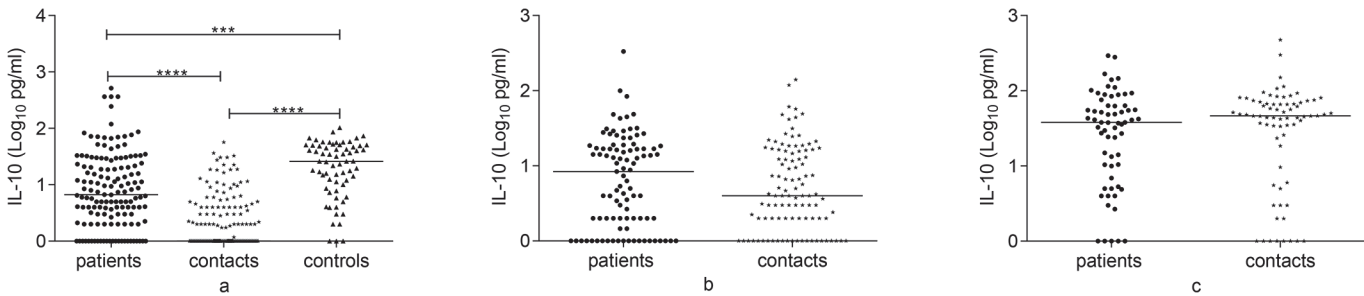 4
3
2
1
0
IL-10 (Log10 pg/ml)
***
****
****
patients contacts controls
a
3
2
1
0
IL-10 (Log10 pg/ml)
patients contacts
b
3
2
1
0
IL-10 (Log10 pg/ml)
patients contacts
c